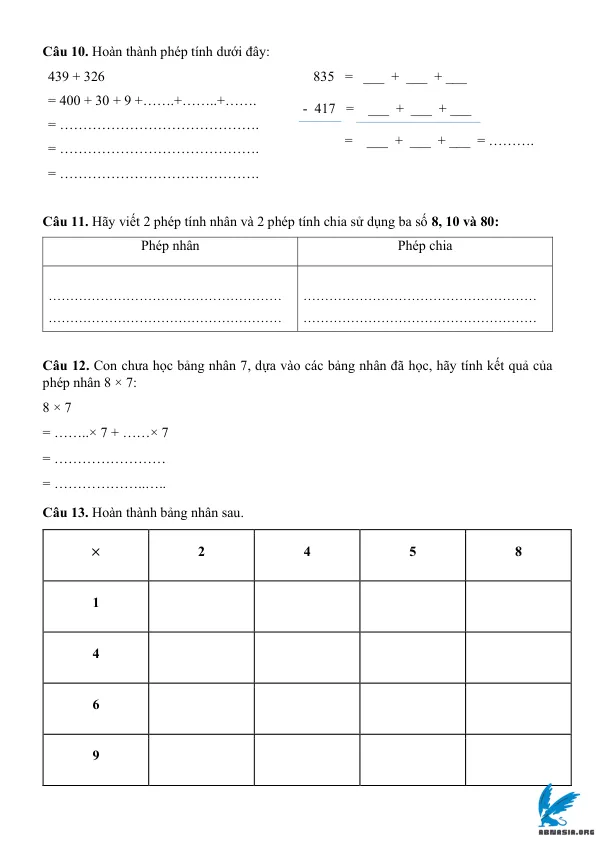 Câu 10. Hoàn thành phép tính dưới đây:
439 + 326
= 400 + 30 + 9 +…….+……..+…….
= …………………………………….
= …………………………………….
= …………………………………….
835 = ___ + ___ + ___
- 417 = ___ + ___ + ___
= ___ + ___ + ___ = ……….
Câu 11. Hãy viết 2 phép tính nhân và 2 phép tính chia sử dụng ba số 8, 10 và 80:
Phép nhân Phép chia
……………………………………………… ………………………………………………
……………………………………………… ………………………………………………
Câu 12. Con chưa học bảng nhân 7, dựa vào các bảng nhân đã học, hãy tính kết quả của
phép nhân 8 × 7:
8 × 7
= ……..× 7 + ……× 7
= ……………………
= ………………..…..
Câu 13. Hoàn thành bảng nhân sau.
× 2 4 5 8
1
4
6
9
ABNASIA.ORG